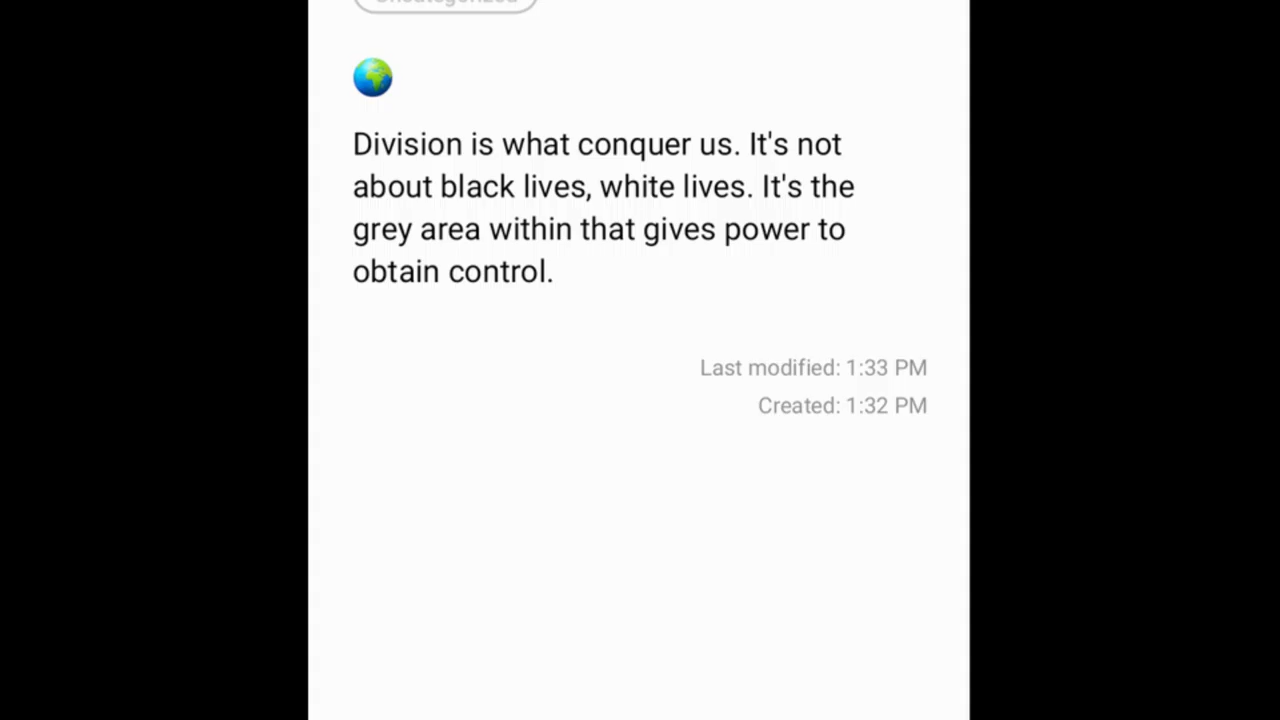 Uncategorized
🌍
Division is what conquer us. It's not
about black lives, white lives. It's the
grey area within that gives power to
obtain control.
Last modified: 1:33 PM
Created: 1:32 PM